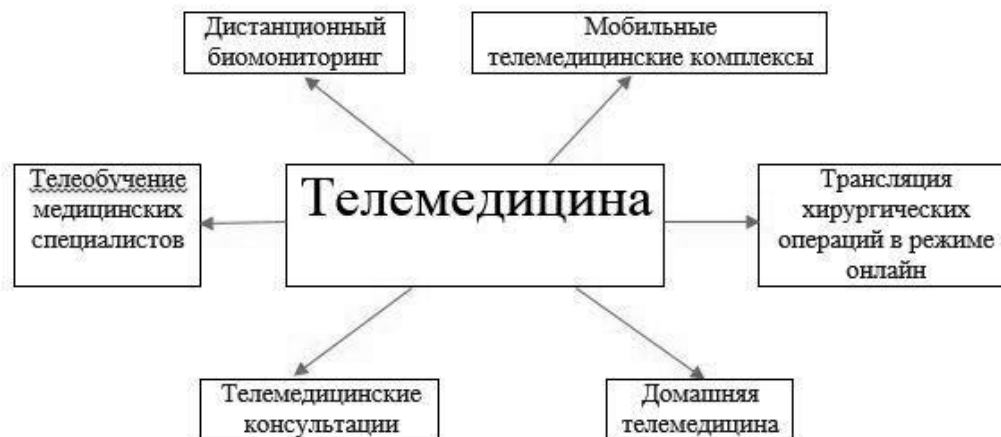 Дистанционный
биомониторинг
Мобильные
телемедицинские комплексы
Телеобучение
медицинских
специалистов
Телемедицина
Трансляция
хирургических
операций в режиме
онлайн
Телемедицинские
консультации
Домашняя
телемедицина